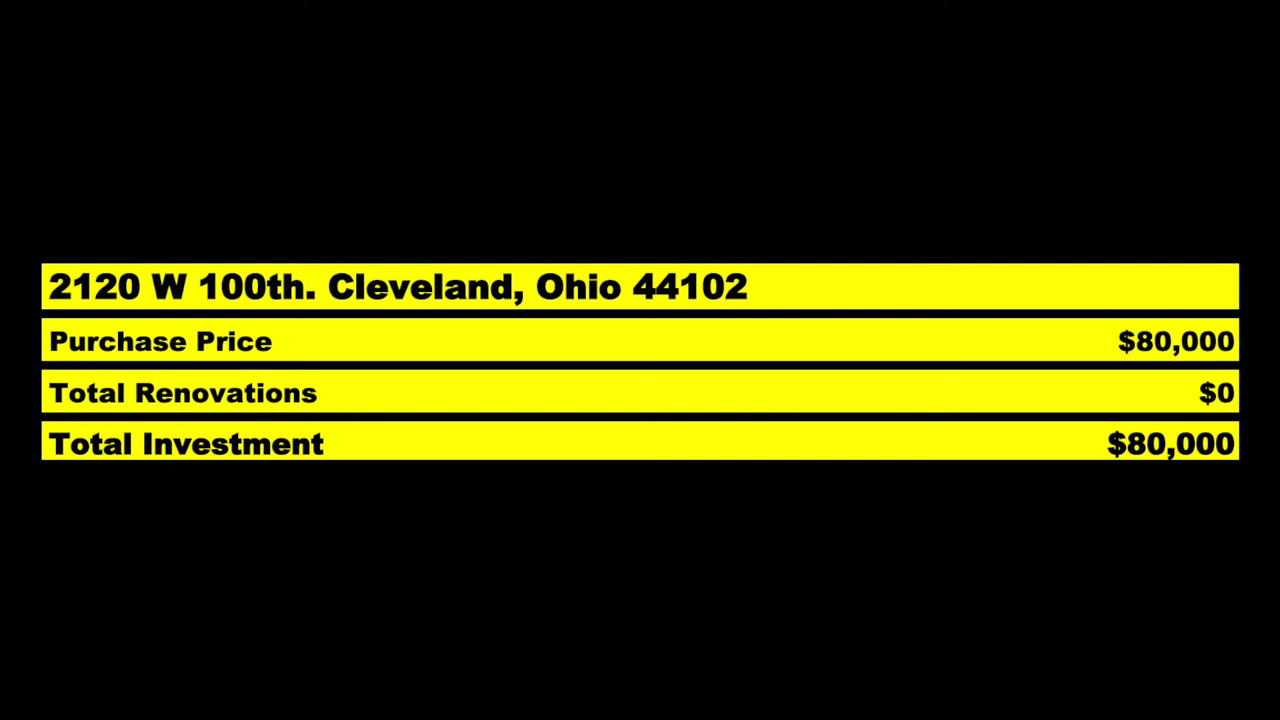 2120 W 100th. Cleveland, Ohio 44102
Purchase Price $80,000
Total Renovations $0
Total Investment $80,000